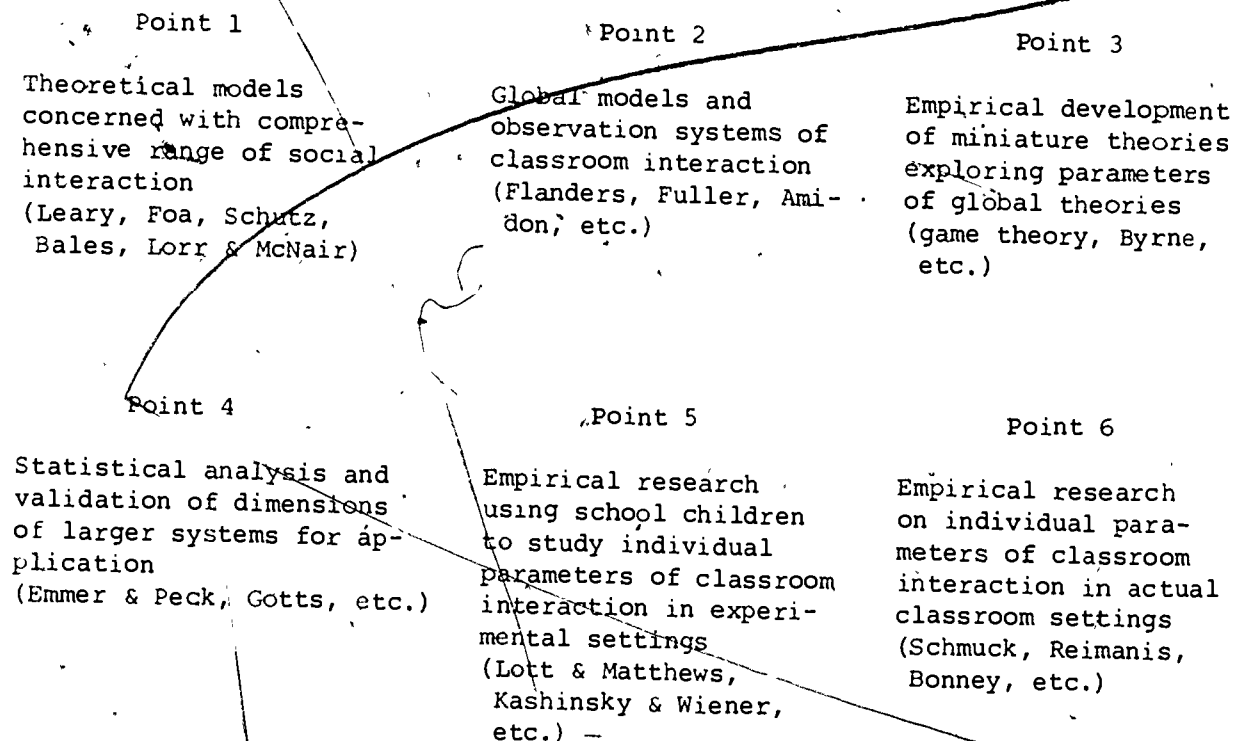 Point 1
Theoretical models
concerned with compre-
hensive range of social
interaction
(Leary, Foa, Schutz,
Bales, Lorr & McNair)
Point 2
Global models and
observation systems of
classroom interaction
(Flanders, Fuller, Ami-
don, etc.)
Point 3
Empirical development
of miniature theories
exploring parameters
of global theories
(game theory, Byrne,
etc.)
Point 4
Statistical analysis and
validation of dimensions
of larger systems for ap-
plication
(Emmer & Peck, Gotts, etc.)
Point 5
Empirical research
using school children
to study individual
parameters of classroom
interaction in experi-
mental settings
(Lott & Matthews,
Kashinsky & Wiener,
etc.)
Point 6
Empirical research
on individual para-
meters of classroom
interaction in actual
classroom settings
(Schmuck, Reimanis,
Bonney, etc.)